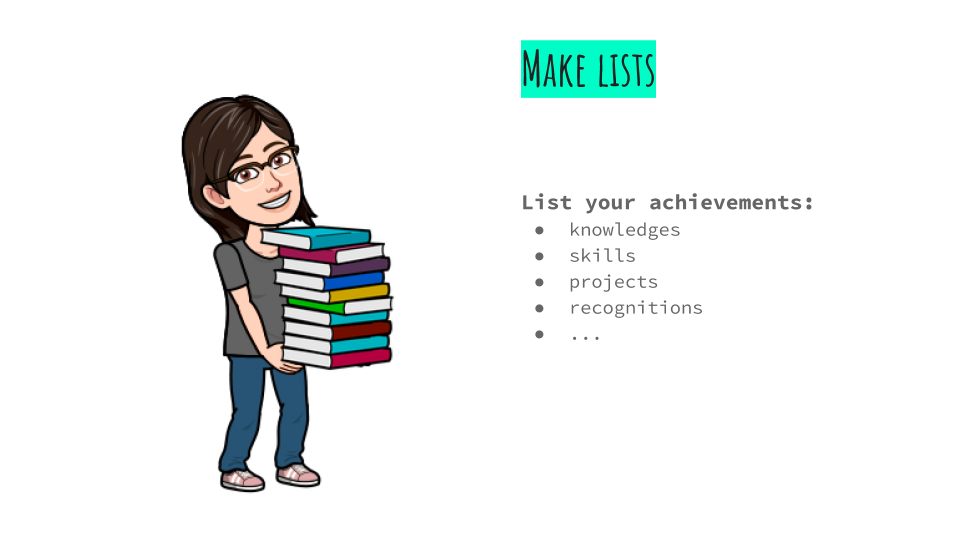 Make lists
List your achievements:
● knowledges
● skills
● projects
● recognitions
● ...